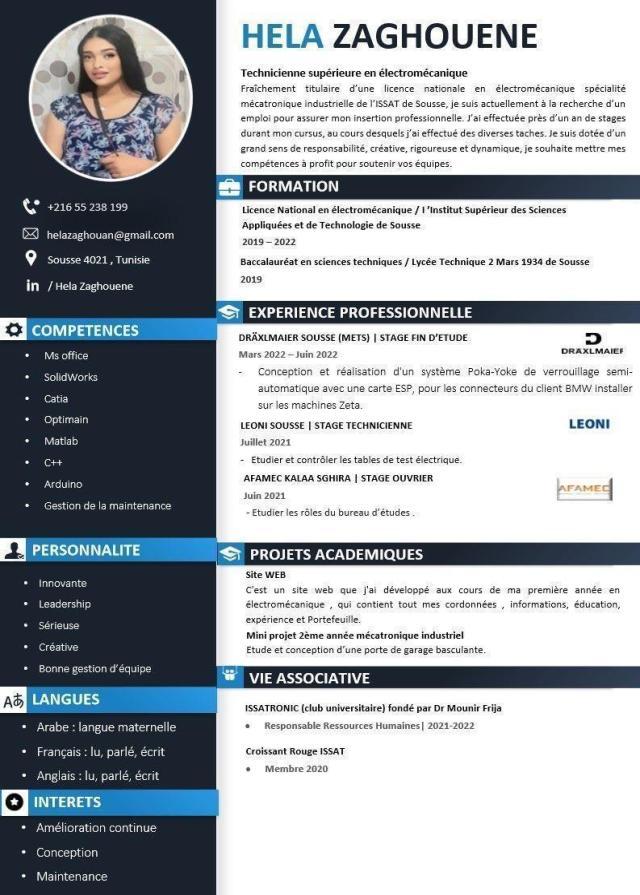 HELA ZAGHOUENE
Technicienne supérieure en électromécanique
Fraîchement titulaire d’une licence nationale en électromécanique spécialité
mécatronique industrielle de l’ISSAT de Sousse, je suis actuellement à la recherche d’un
emploi pour assurer mon insertion professionnelle. J’ai effectuée près d’un an de stages
durant mon cursus, au cours desquels j’ai effectué des diverses taches. Je suis dotée d’un
grand sens de responsabilité, créative, rigoureuse et dynamique, je souhaite mettre mes
compétences à profit pour soutenir vos équipes.
+216 55 238 199
helazaghouan@gmail.com
Sousse 4021 , Tunisie
in / Hela Zaghouene
COMPETENCES
• Ms office
• SolidWorks
• Catia
• Optimain
• Matlab
• C++
• Arduino
• Gestion de la maintenance
PERSONNALITE
• Innovante
• Leadership
• Sérieuse
• Créative
• Bonne gestion d’équipe
LANGUES
• Arabe : langue maternelle
• Français : lu, parlé, écrit
• Anglais : lu, parlé, écrit
INTERETS
• Amélioration continue
• Conception
• Maintenance
FORMATION
Licence National en électromécanique / I ’Institut Supérieur des Sciences
Appliquées et de Technologie de Sousse
2019 – 2022
Baccalauréat en sciences techniques / Lycée Technique 2 Mars 1934 de Sousse
2019
EXPERIENCE PROFESSIONNELLE
DRÄXLMAIER SOUSSE (METS) | STAGE FIN D’ETUDE
DRÄXLMAIER
Mars 2022 – Juin 2022
- Conception et réalisation d'un système Poka-Yoke de verrouillage semi-
automatique avec une carte ESP, pour les connecteurs du client BMW installer
sur les machines Zeta.
LEONI SOUSSE | STAGE TECHNICIENNE
LEONI
Juillet 2021
- Etudier et contrôler les tables de test électrique.
AFAMEC KALAA SGHIRA | STAGE OUVRIER
AFAMEC
Juin 2021
- Etudier les rôles du bureau d’études .
PROJETS ACADEMIQUES
Site WEB
C'est un site web que j'ai développé aux cours de ma première année en
électromécanique , qui contient tout mes cordonnées , informations, éducation,
expérience et Portefeuille.
Mini projet 2ème année mécatronique industriel
Etude et conception d’une porte de garage basculante.
VIE ASSOCIATIVE
ISSATRONIC (club universitaire) fondé par Dr Mounir Frija
• Responsable Ressources Humaines| 2021-2022
Croissant Rouge ISSAT
• Membre 2020